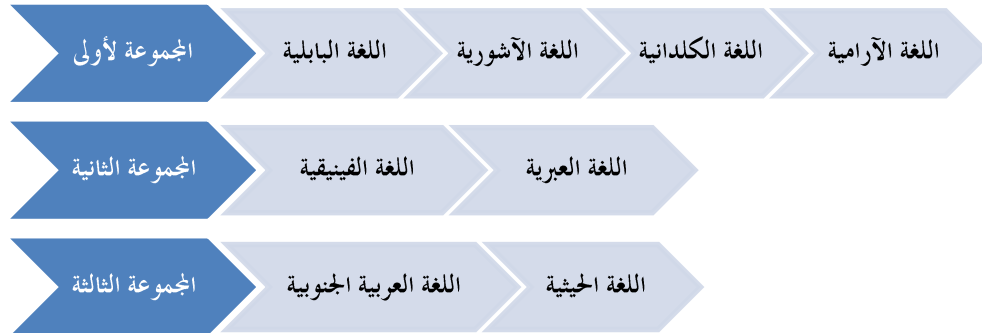 المجموعة لأولى
اللغة البابلية
اللغة الآشورية
اللغة الكلدانية
اللغة الآرامية
المجموعة الثانية
اللغة الفينيقية
اللغة العبرية
المجموعة الثالثة
اللغة العربية الجنوبية
اللغة الحيثية